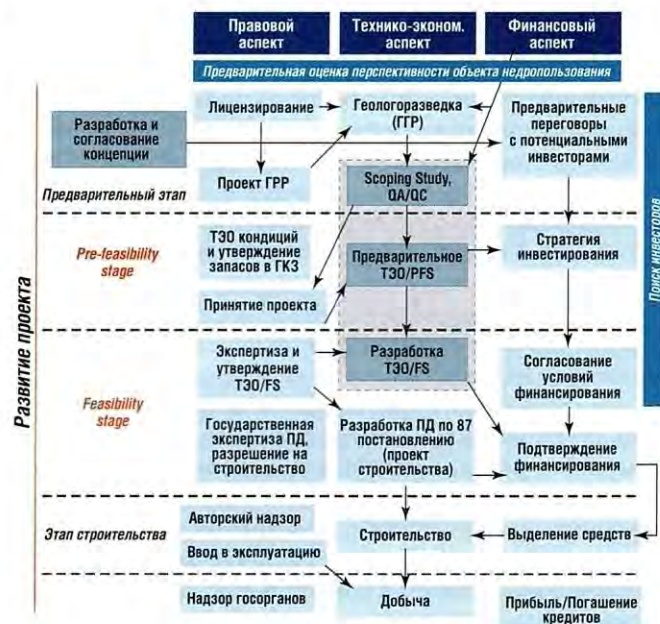 Правовой
аспект
Технико-эконом.
аспект
Финансовый
аспект
Предварительная оценка перспективности объекта недропользования
Лицензирование
Геологоразведка
(ГГР)
Предварительные
переговоры
с потенциальными
инвесторами
Разработка и
согласование
концепции
Проект ГРР
Scoping Study,
QA/QC
Предварительный этап
Pre-feasibility
stage
ТЭО кондиций
и утверждение
запасов в ГКЗ
Предварительное
ТЭО/PFS
Стратегия
инвестирования
Принятие проекта
Feasibility
stage
Экспертиза и
утверждение
ТЭО/FS
Разработка
ТЭО/FS
Согласование
условий
финансирования
Государственная
экспертиза ПД,
разрешение на
строительство
Разработка ПД по 87
постановлению
(проект
строительства)
Подтверждение
финансирования
Этап строительства
Авторский надзор
Ввод в эксплуатацию
Строительство
Выделение средств
Надзор госорганов
Добыча
Прибыль/Погашение
кредитов
Развитие проекта
Поиск инвесторов